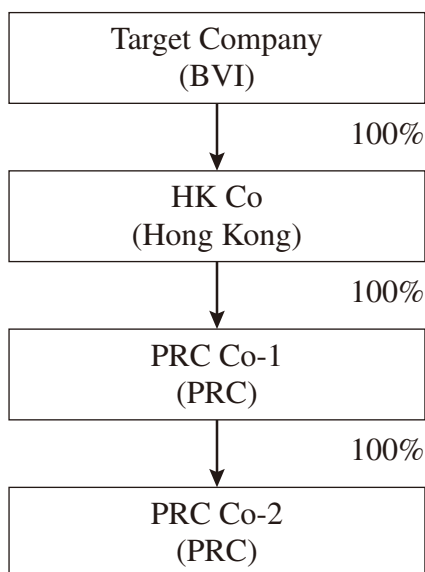 Target Company
(BVI)
100%
HK Co
(Hong Kong)
100%
PRC Co-1
(PRC)
100%
PRC Co-2
(PRC)